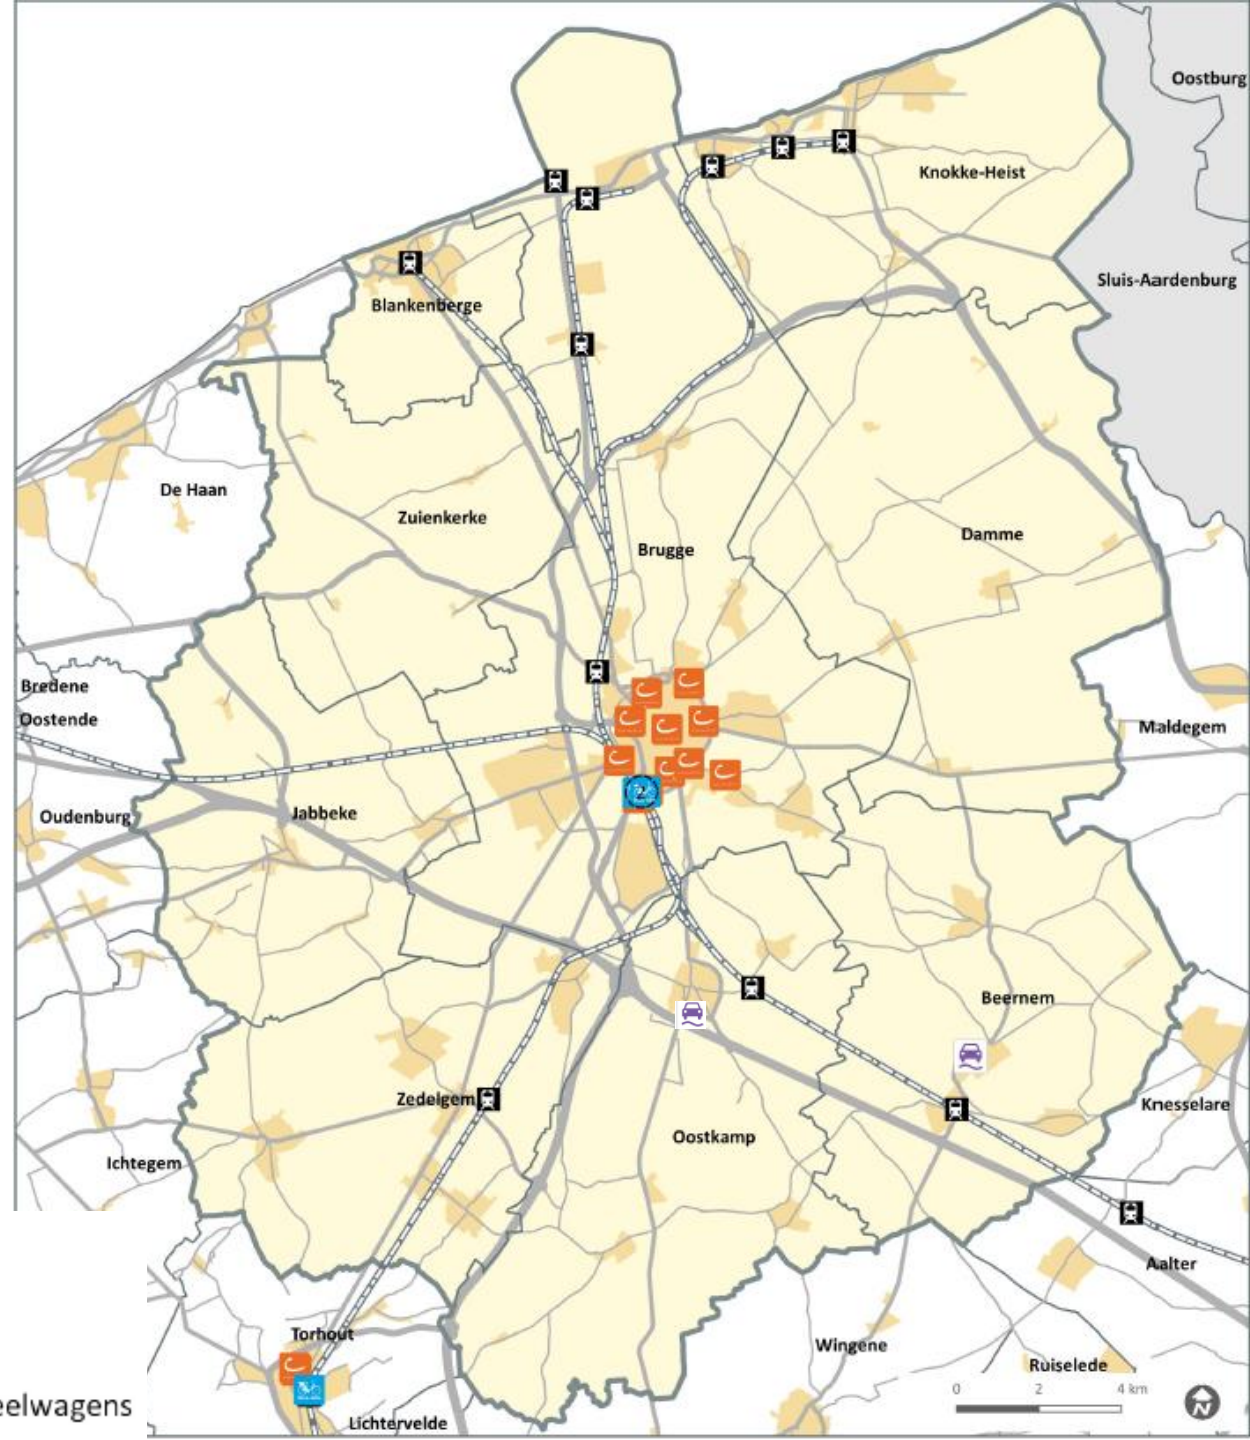 Oostburg
Knokke-Heist
Sluis-Aardenburg
Blankenberge
De Haan
Zuienkerke
Brugge
Damme
Bredene
Oostende
Maldegem
Oudenburg
Jabbeke
2
Beernem
Zedelgem
Knesselare
Oostkamp
Ichtegem
Aalter
Torhout
Wingene
Ruiselede
0 2 4 km
N
eelwagens
Lichtervelde